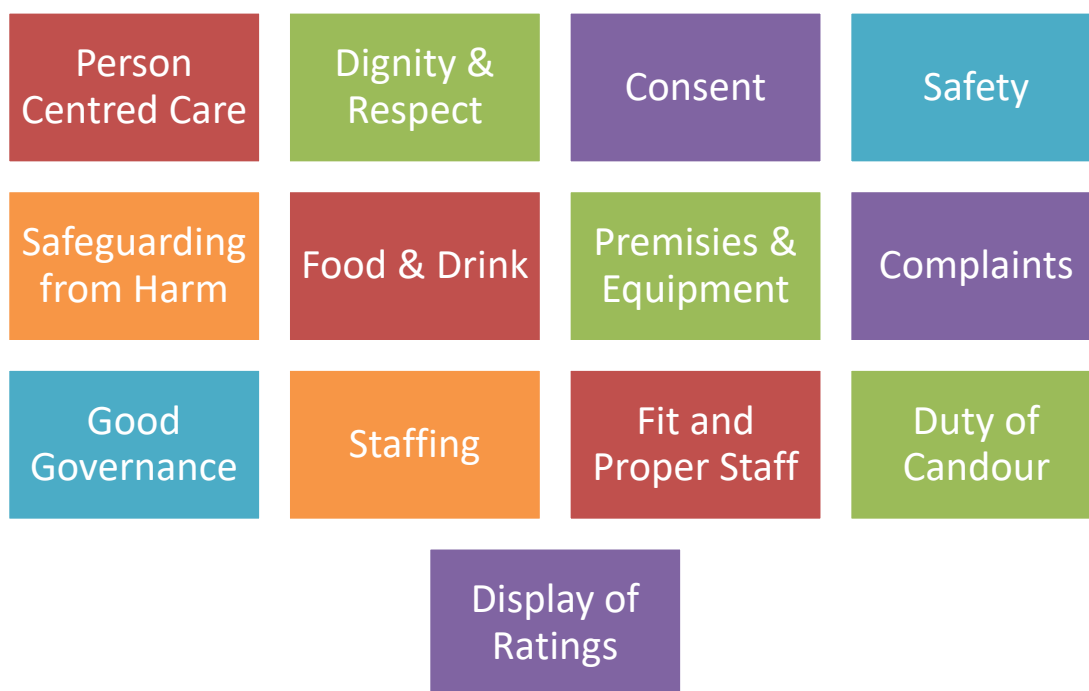 Person
Centred Care
Dignity &
Respect
Consent
Safety
Safeguarding
from Harm
Food & Drink
Premisies &
Equipment
Complaints
Good
Governance
Staffing
Fit and
Proper Staff
Duty of
Candour
Display of
Ratings